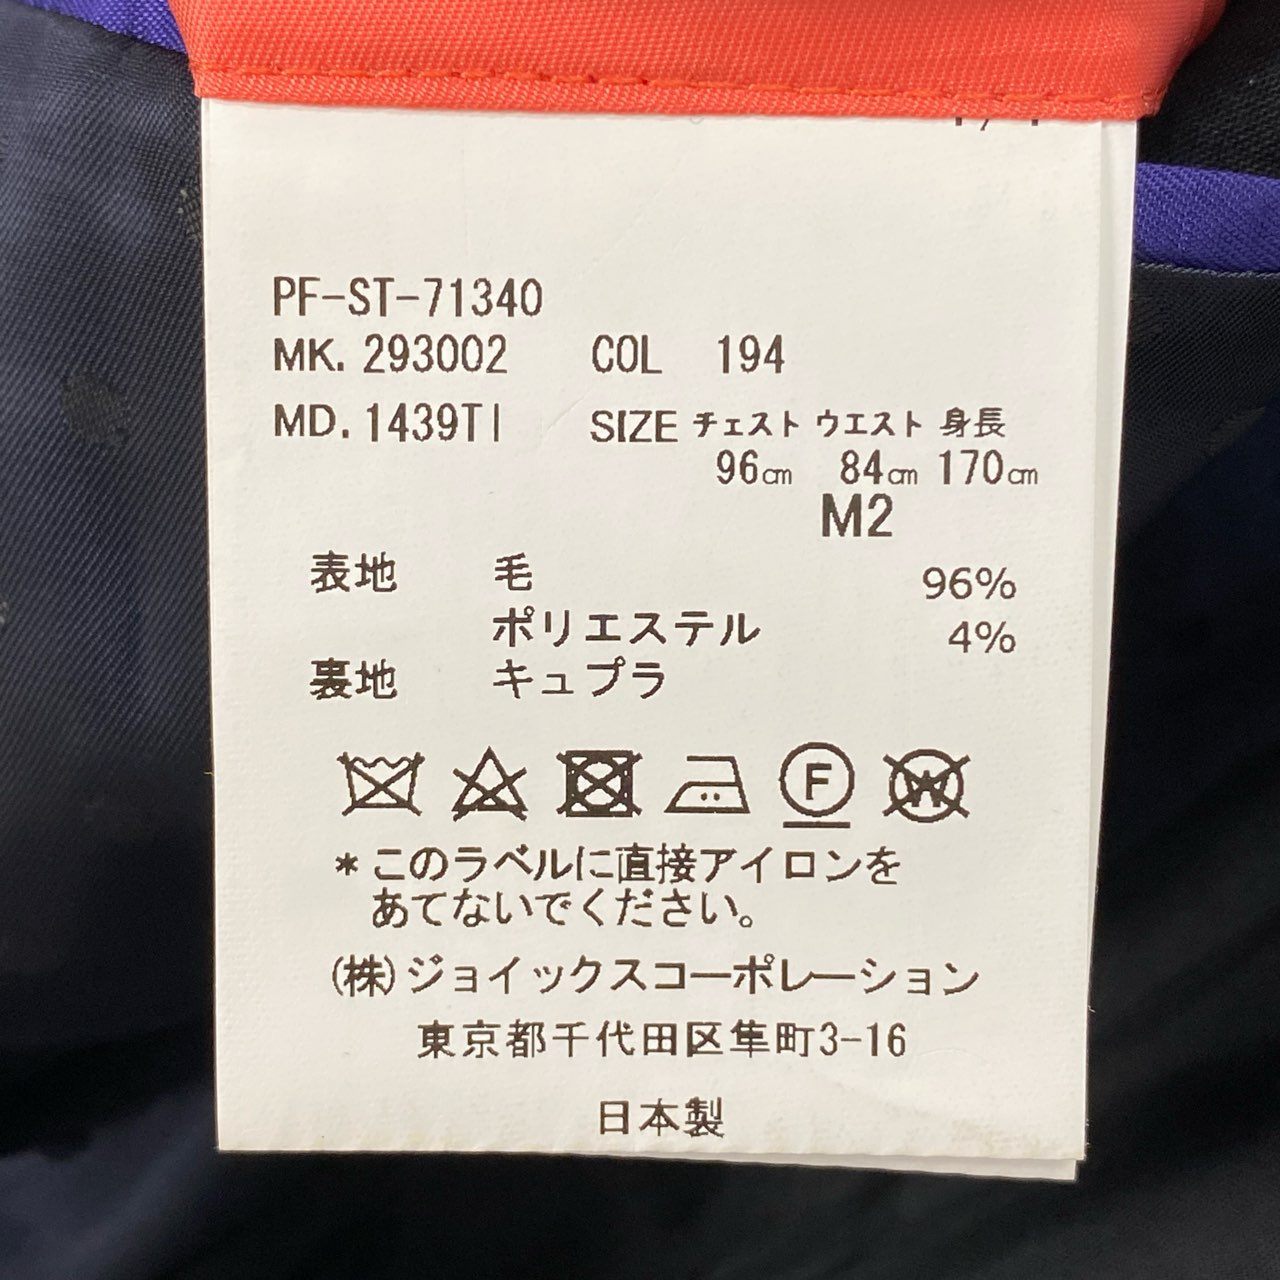 PF-ST-71340
MK. 293002 COL 194
MD. 1439TI SIZE チェスト ウエスト 身長
96㎝ 84㎝ 170㎝
M2
表地 毛 96%
ポリエステル 4%
裏地 キュプラ
F W
*このラベルに直接アイロンを
あてないでください。
(株)ジョイックスコーポレーション
東京都千代田区隼町3-16
日本製